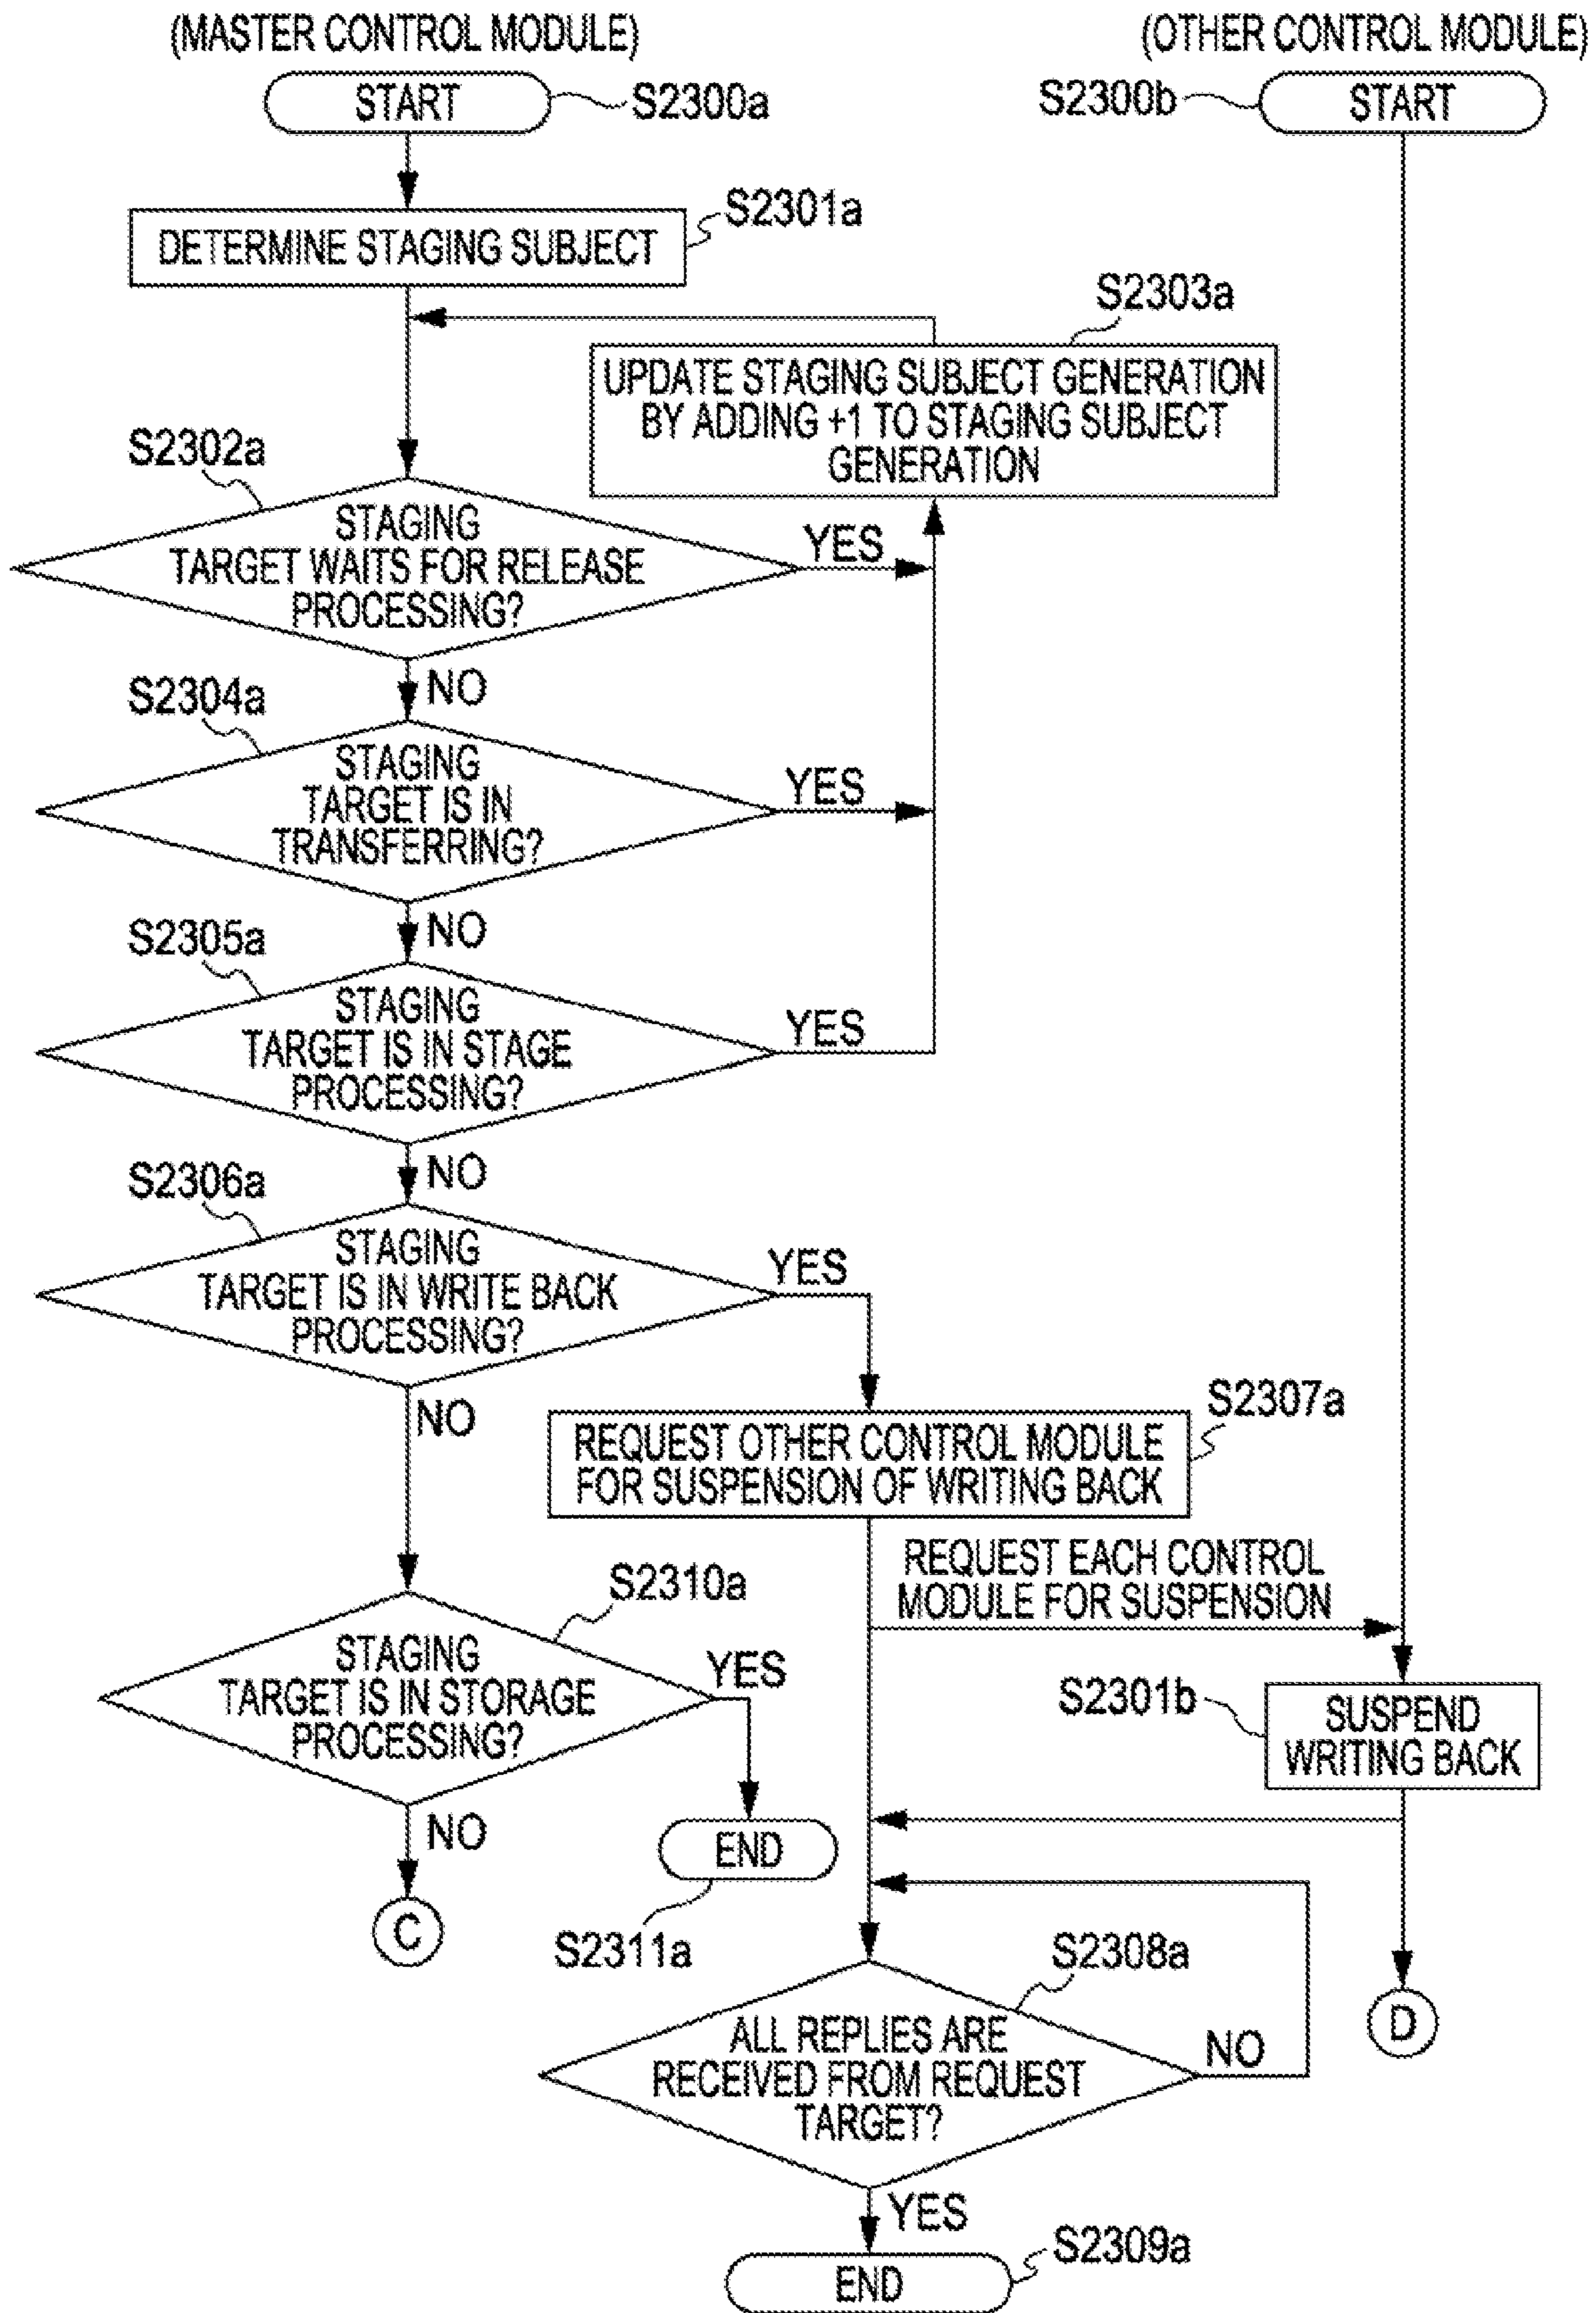 (MASTER CONTROL MODULE)
(OTHER CONTROL MODULE)
START
S2300a
S2300b
START
S2301a
DETERMINE STAGING SUBJECT
S2303a
UPDATE STAGING SUBJECT GENERATION
BY ADDING +1 TO STAGING SUBJECT
GENERATION
S2302a
STAGING
TARGET WAITS FOR RELEASE
PROCESSING?
YES
NO
S2304a
STAGING
TARGET IS IN
TRANSFERRING?
YES
NO
S2305a
STAGING
TARGET IS IN STAGE
PROCESSING?
YES
NO
S2306a
STAGING
TARGET IS IN WRITE BACK
PROCESSING?
YES
NO
S2307a
REQUEST OTHER CONTROL MODULE
FOR SUSPENSION OF WRITING BACK
REQUEST EACH CONTROL
MODULE FOR SUSPENSION
S2310a
STAGING
TARGET IS IN STORAGE
PROCESSING?
YES
NO
S2301b
SUSPEND
WRITING BACK
END
S2311a
C
S2308a
ALL REPLIES ARE
RECEIVED FROM REQUEST
TARGET?
NO
D
YES
S2309a
END